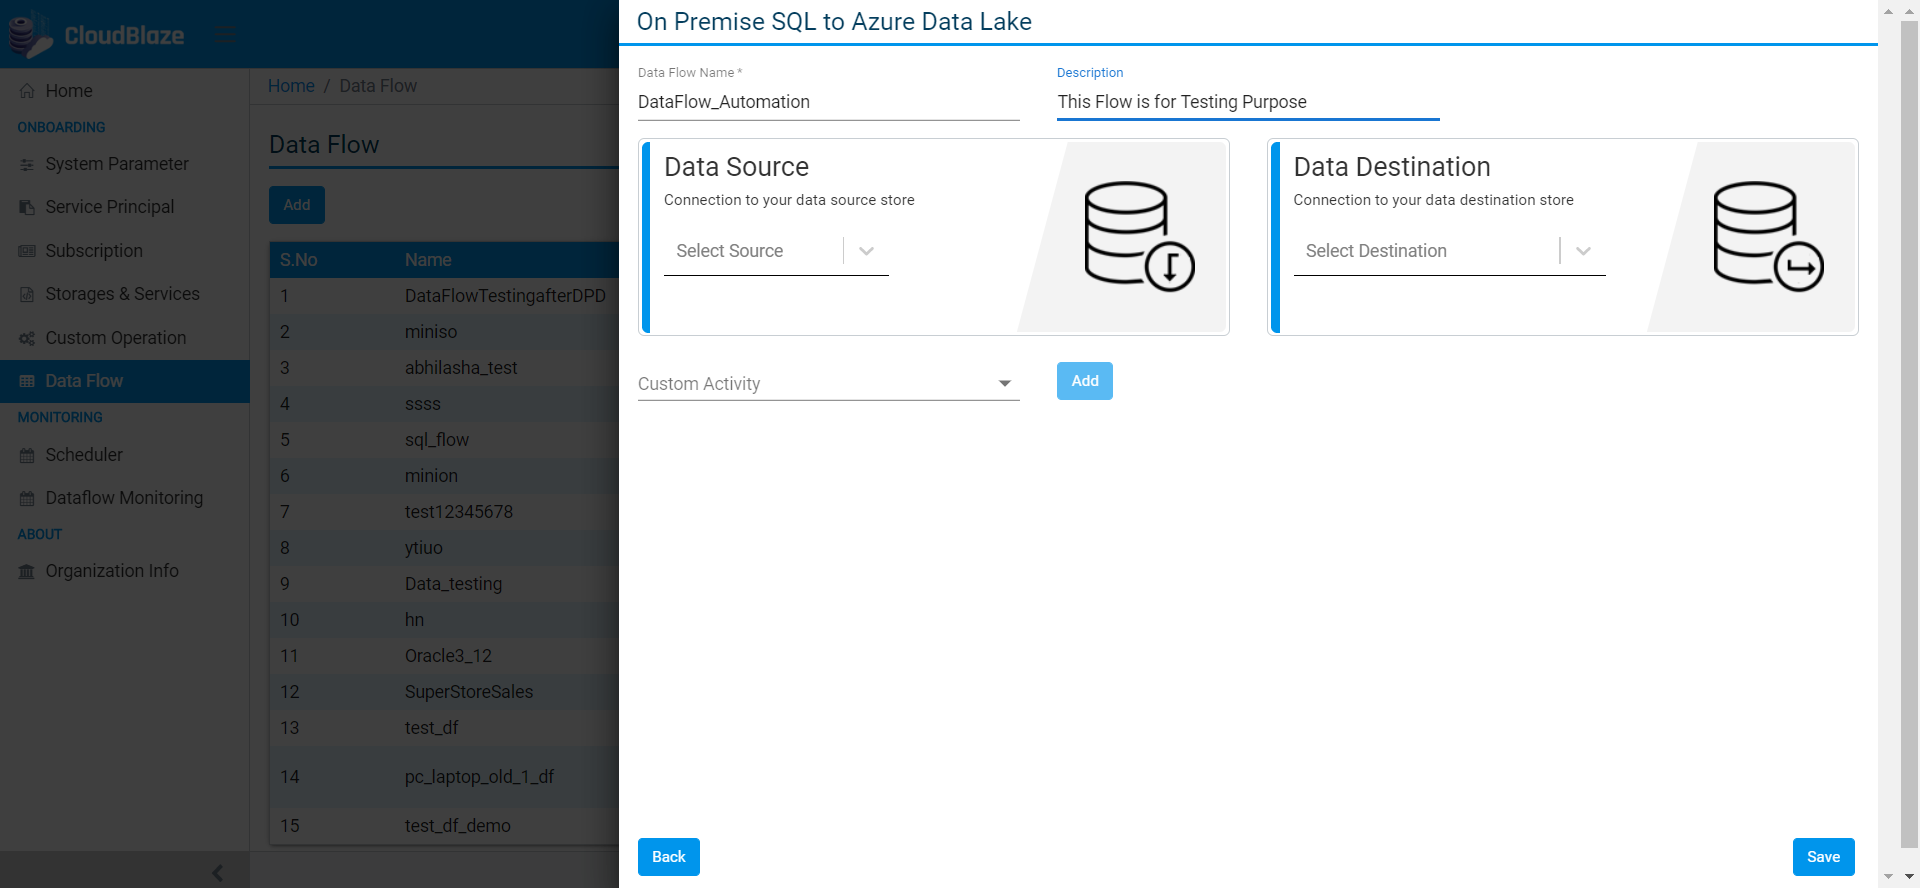 CloudBlaze
Home
ONBOARDING
System Parameter
Service Principal
Subscription
Storages & Services
Custom Operation
Data Flow
MONITORING
Scheduler
Dataflow Monitoring
ABOUT
Organization Info
Home / Data Flow
Data Flow
Add
S.No Name
1 DataFlowTestingafterDPD
2 miniso
3 abhilasha_test
4 ssss
5 sql_flow
6 minion
7 test12345678
8 ytiuo
9 Data_testing
10 hn
11 Oracle3_12
12 SuperStoreSales
13 test_df
14 pc_laptop_old_1_df
15 test_df_demo
On Premise SQL to Azure Data Lake
Data Flow Name *
DataFlow_Automation
Description
This Flow is for Testing Purpose
Data Source
Connection to your data source store
Select Source
Data Destination
Connection to your data destination store
Select Destination
Custom Activity
Add
Back
Save